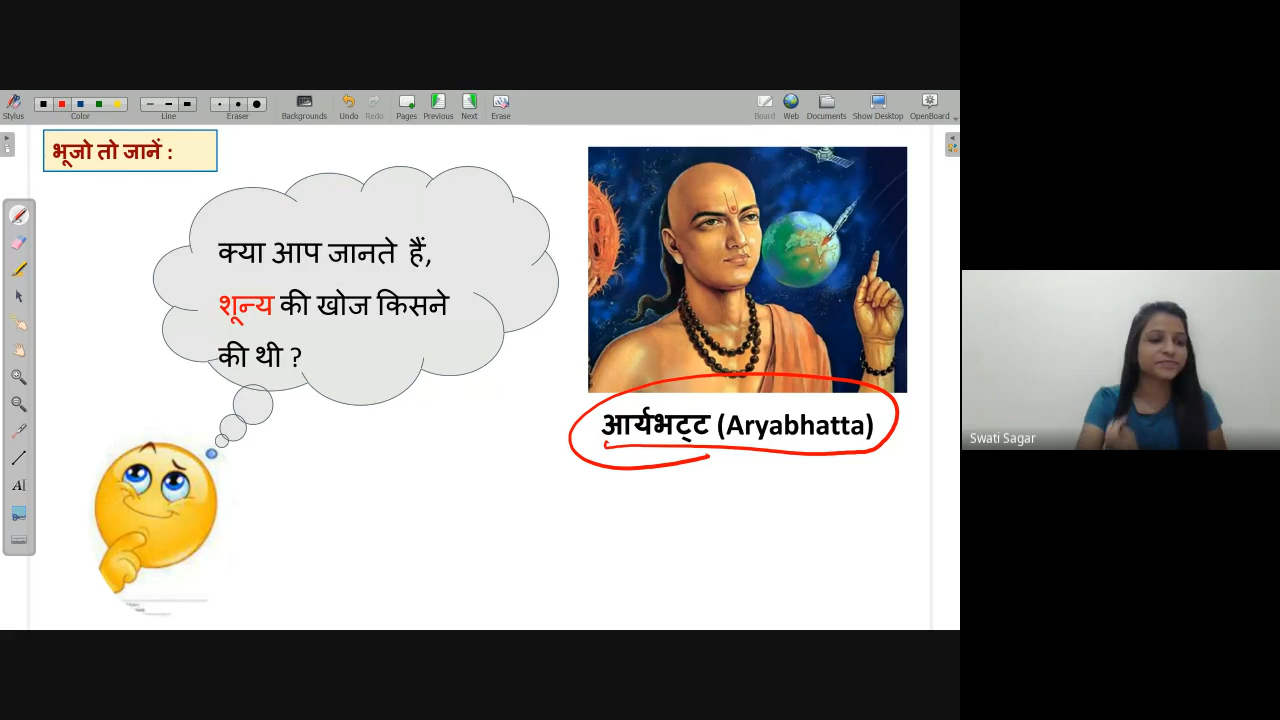 Stylus
Color
Line
Eraser
Backgrounds
Undo
Redo
Pages
Previous
Next
Erase
Board
Web
Documents
Show Desktop
OpenBoard
भूजो तो जानें :
क्या आप जानते हैं,
शून्य की खोज किसने
की थी ?
आर्यभट्ट (Aryabhatta)
Swati Sagar